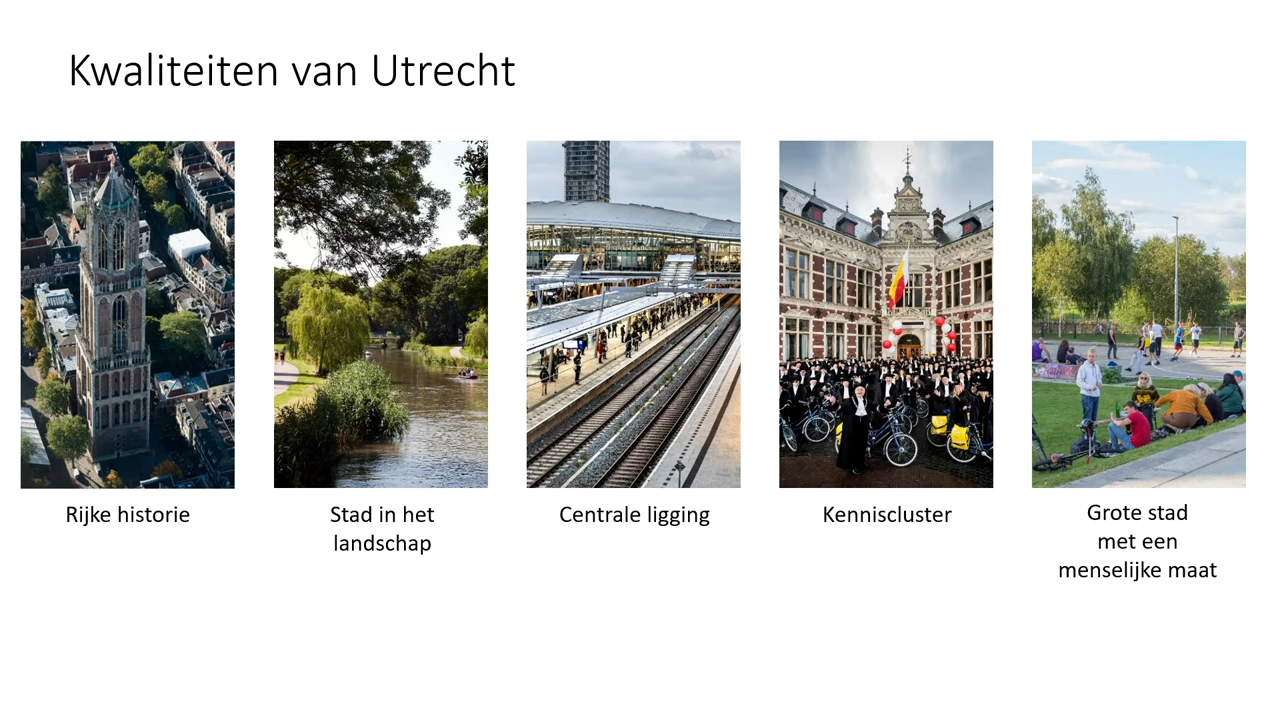 Kwaliteiten van Utrecht
Rijke historie
Stad in het
landschap
Centrale ligging
Kenniscluster
Grote stad
met een
menselijke maat